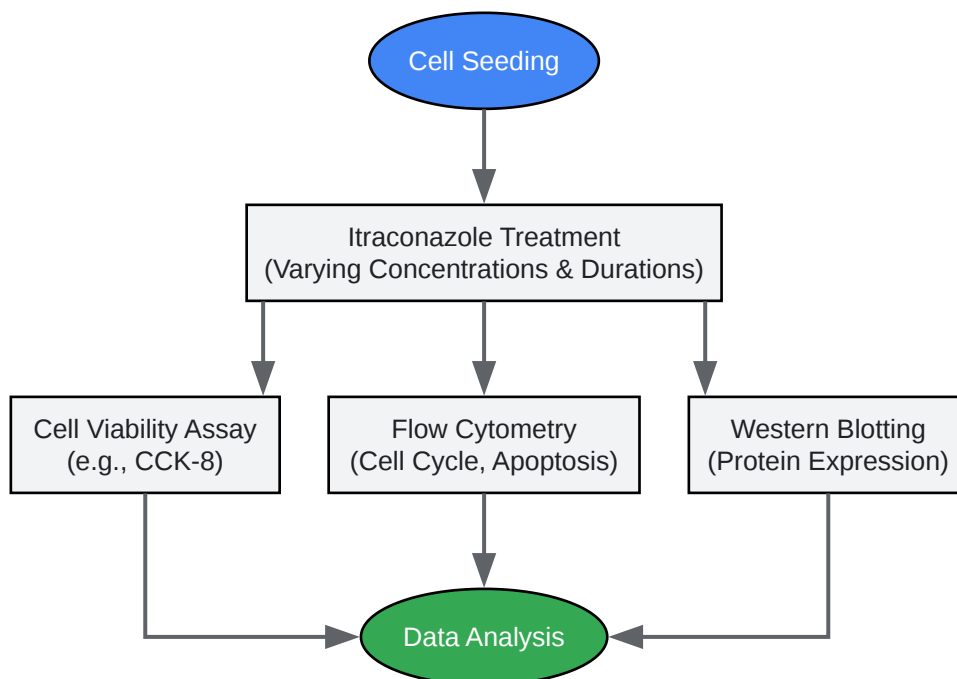 Cell Seeding
Itraconazole Treatment
(Varying Concentrations & Durations)
Cell Viability Assay
(e.g., CCK-8)
Flow Cytometry
(Cell Cycle, Apoptosis)
Western Blotting
(Protein Expression)
Data Analysis